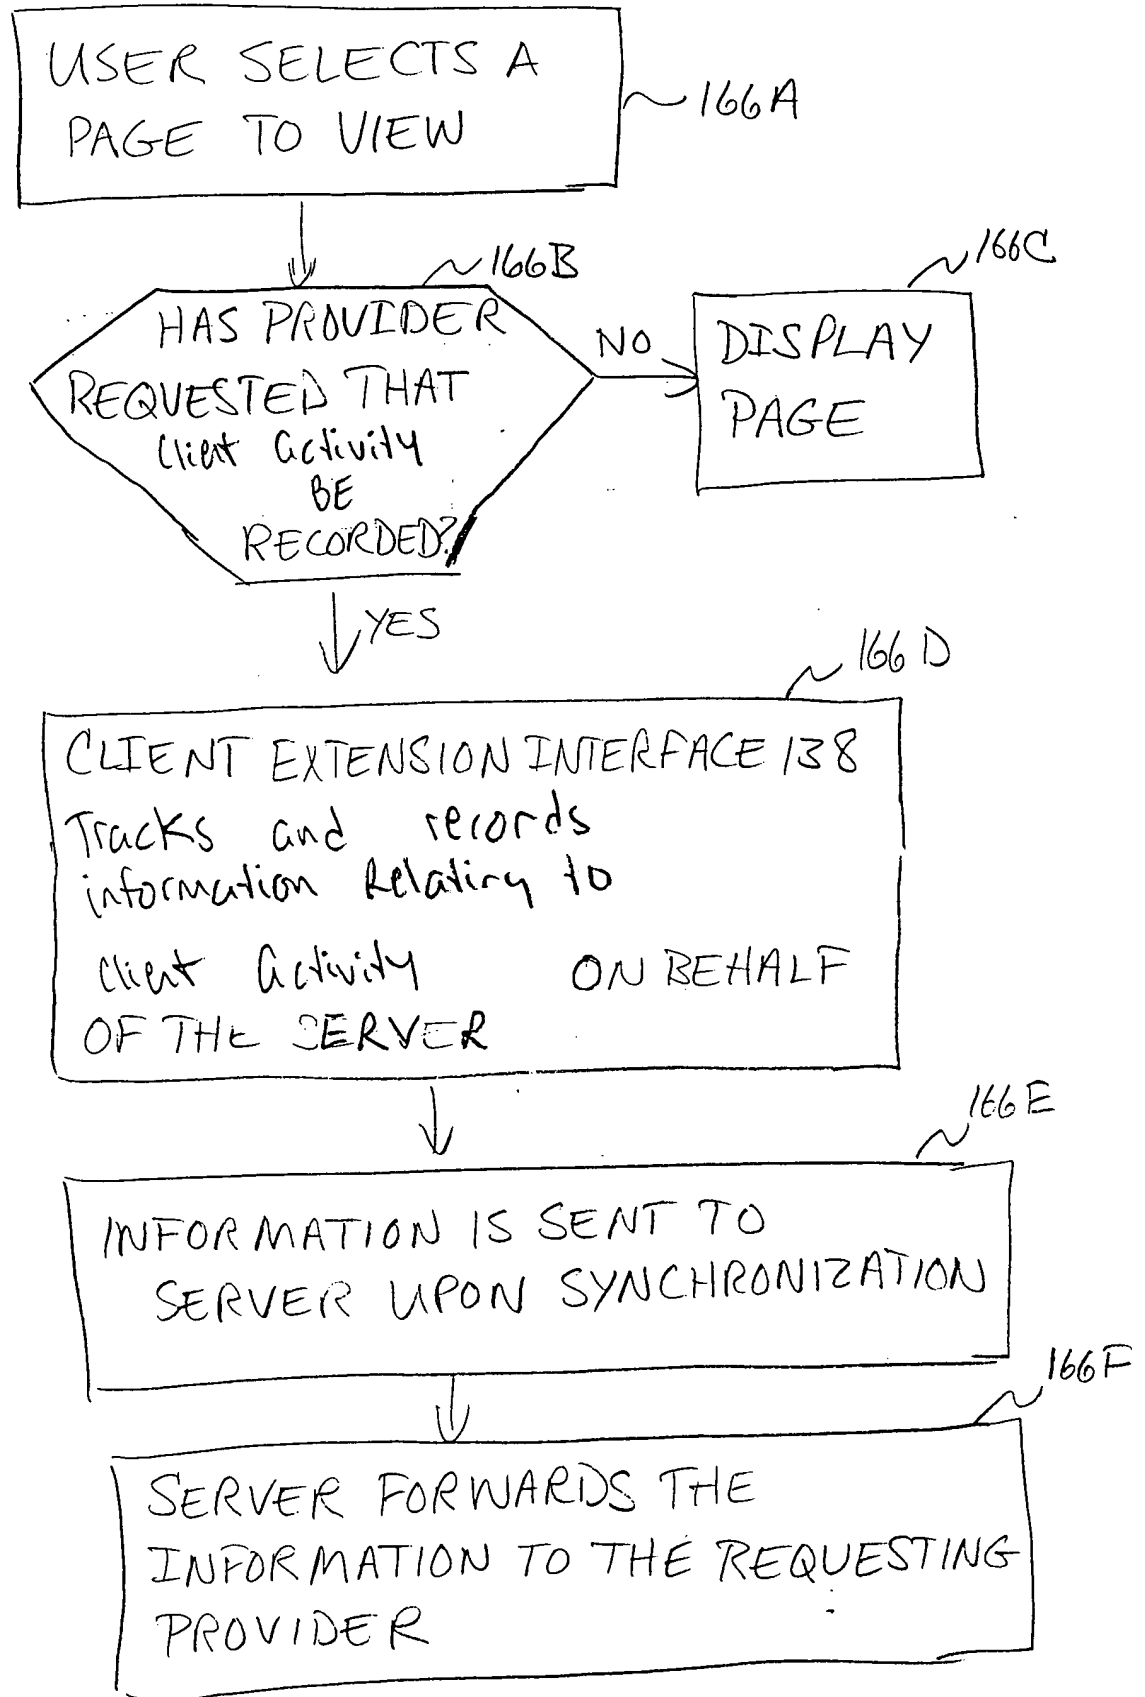 USER SELECTS A
PAGE TO VIEW
166A
166B
HAS PROVIDER
REQUESTED THAT
Client Activity
BE
RECORDED?
NO
166C
DISPLAY
PAGE
YES
166D
CLIENT EXTENSION INTERFACE 138
Tracks and records
information Relating to
Client Activity ON BEHALF
OF THE SERVER
166E
INFORMATION IS SENT TO
SERVER UPON SYNCHRONIZATION
166F
SERVER FORWARDS THE
INFORMATION TO THE REQUESTING
PROVIDER